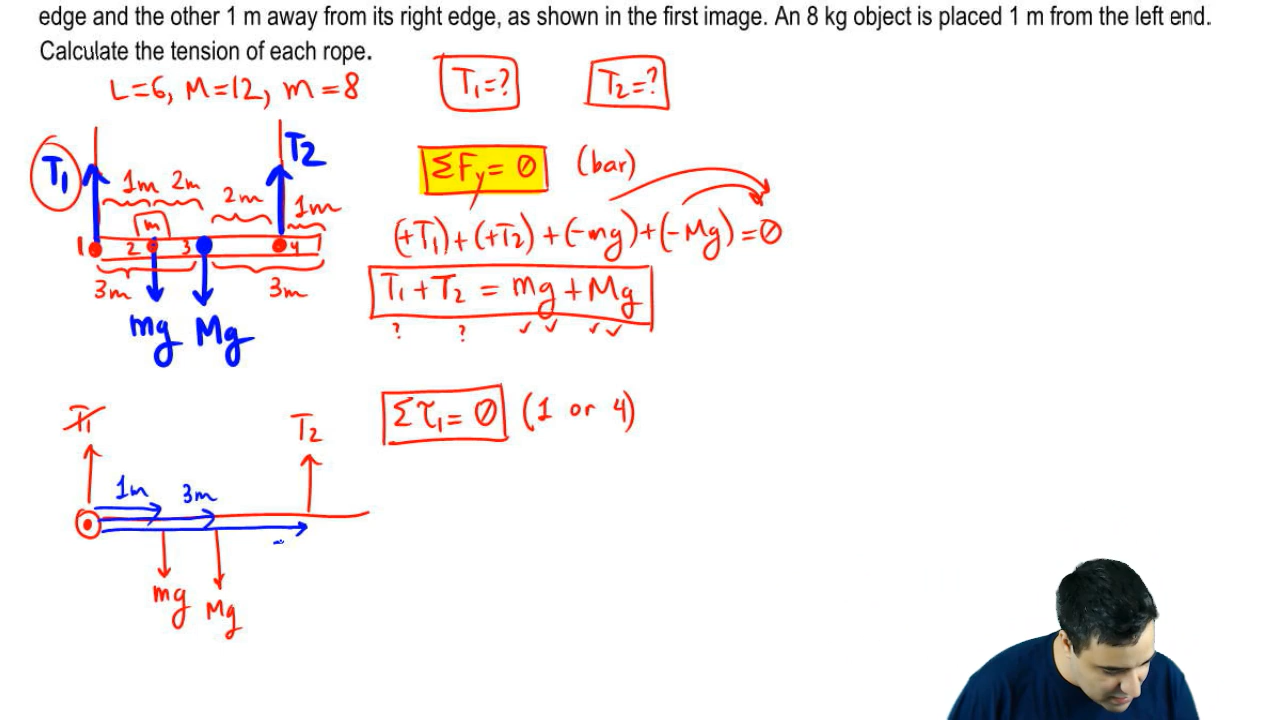 edge and the other 1 m away from its right edge, as shown in the first image. An 8 kg object is placed 1 m from the left end.
Calculate the tension of each rope.
L=6, M=12, m=8
T₁=?
T₂=?
T₁
T₂
1m 2m
2m
1m
m
1 2 3 4
3m
3m
mg Mg
ΣFy = 0 (bar)
(+T₁)+(+T₂)+(-mg)+(-Mg)=0
T₁+T₂ = mg+Mg
? ? ✓ ✓ ✓ ✓
Στ₁= 0 (1 or 4)
T₁
T₂
1m 3m
mg Mg